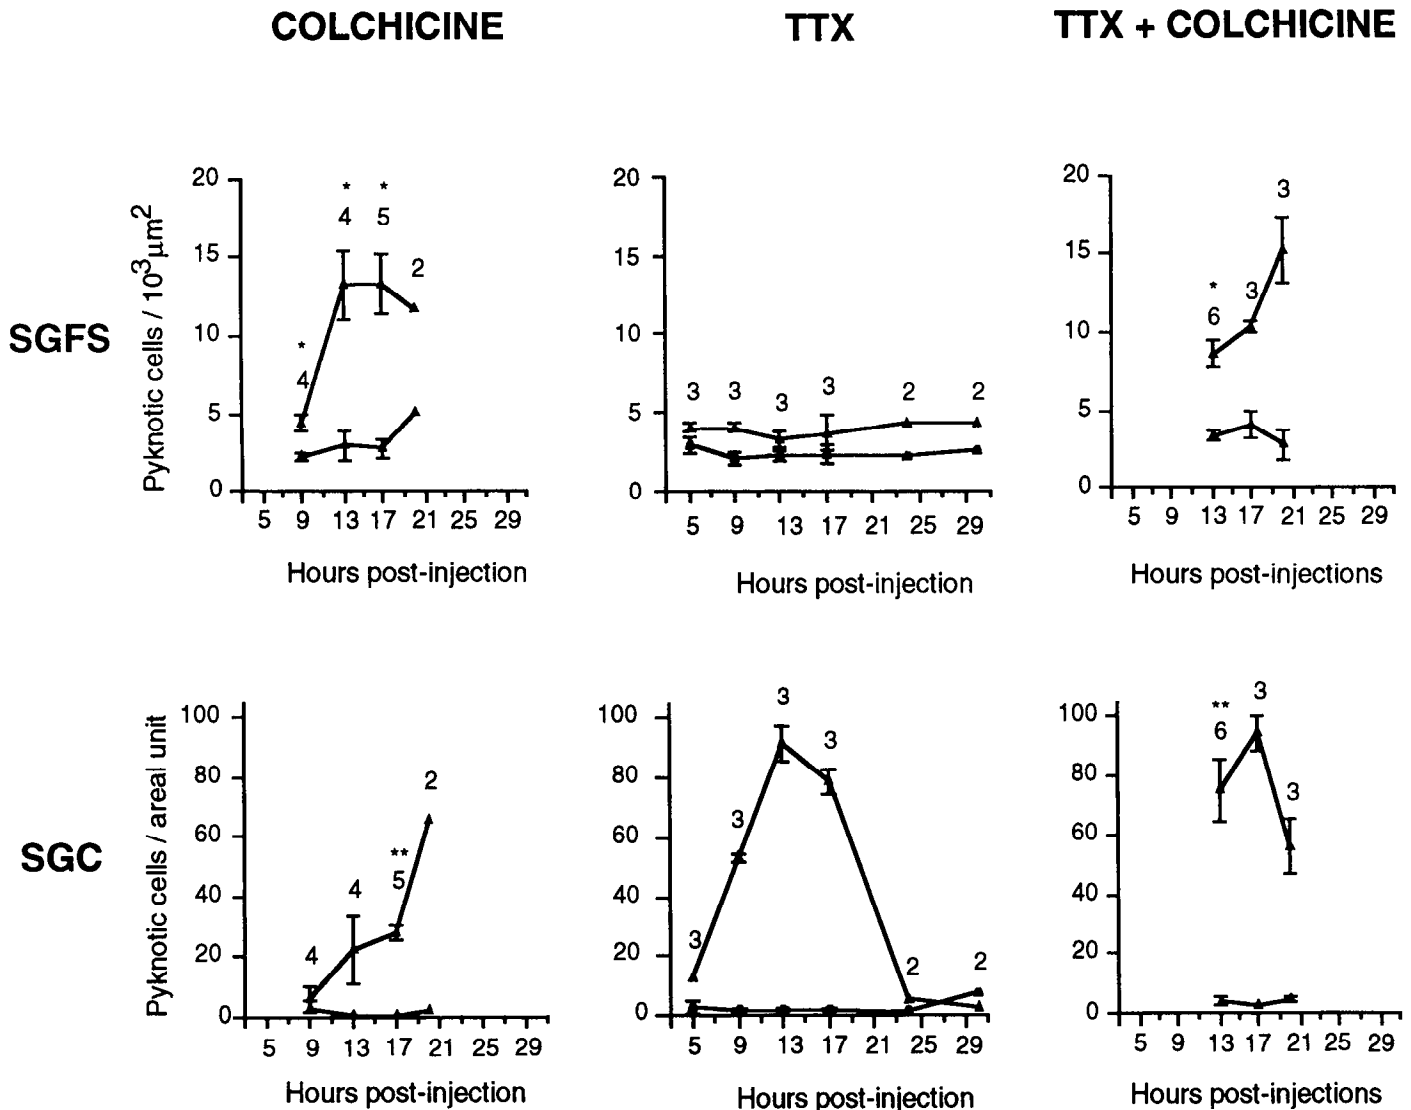 COLCHICINE
TTX
TTX + COLCHICINE
SGFS
Pyknotic cells / 10³µm²
20
15
10
5
0
* * *
4 4 5 2
5 9 13 17 21 25 29
Hours post-injection
20
15
10
5
0
3 3 3 3 2 2
5 9 13 17 21 25 29
Hours post-injection
20
15
10
5
0
*
6 3 3
5 9 13 17 21 25 29
Hours post-injections
SGC
Pyknotic cells / areal unit
100
80
60
40
20
0
**
4 4 5 2
5 9 13 17 21 25 29
Hours post-injection
100
80
60
40
20
0
3 3 3 3 2 2
5 9 13 17 21 25 29
Hours post-injection
100
80
60
40
20
0
**
6 3 3
5 9 13 17 21 25 29
Hours post-injections